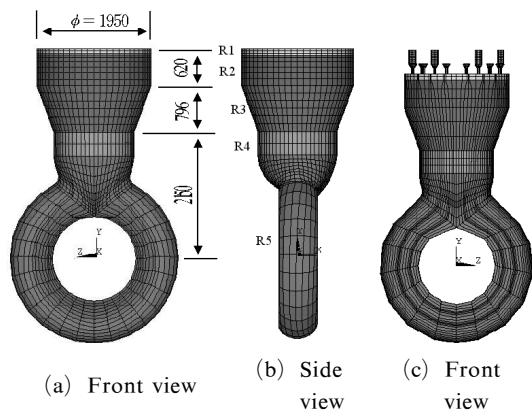 ϕ = 1950
620
796
2150
R1
R2
R3
R4
R5
Y
Z
X
Y
X
Y
X
Z
(a) Front view
(b) Side view
(c) Front view